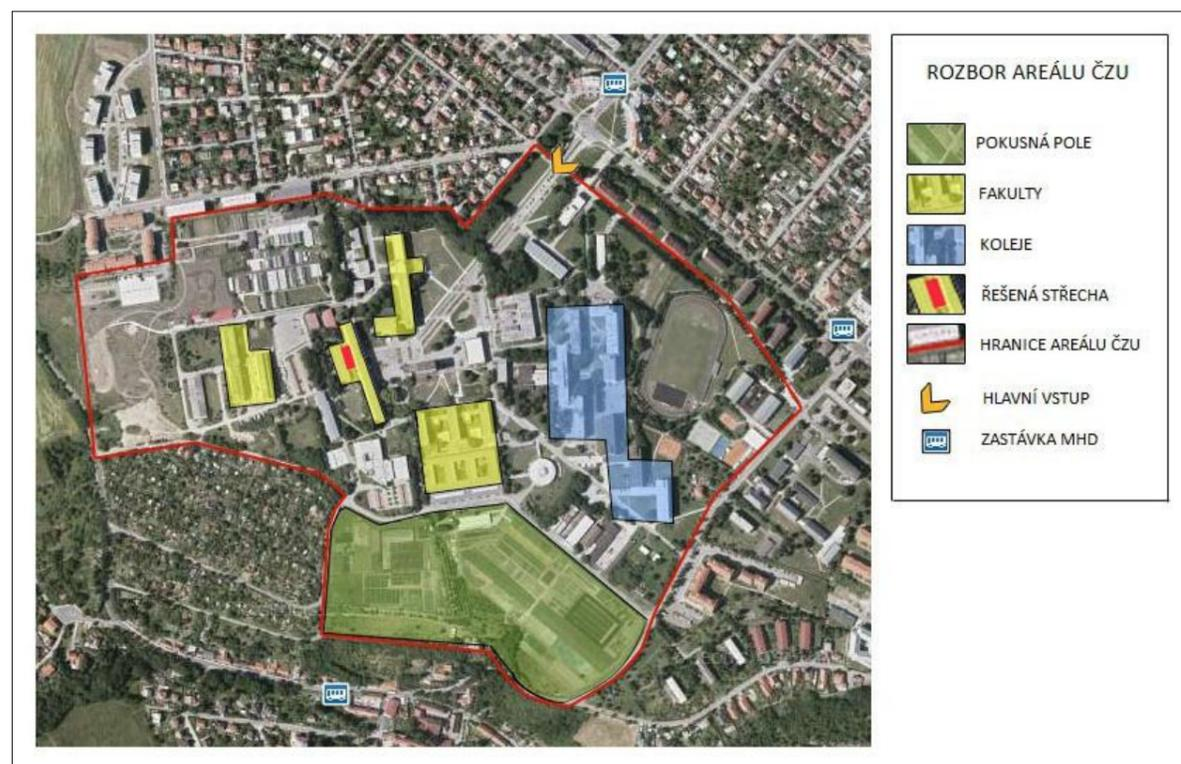 ROZBOR AREÁLU ČZU
POKUSNÁ POLE
FAKULTY
KOLEJE
ŘEŠENÁ STŘECHA
HRANICE AREÁLU ČZU
HLAVNÍ VSTUP
ZASTÁVKA MHD